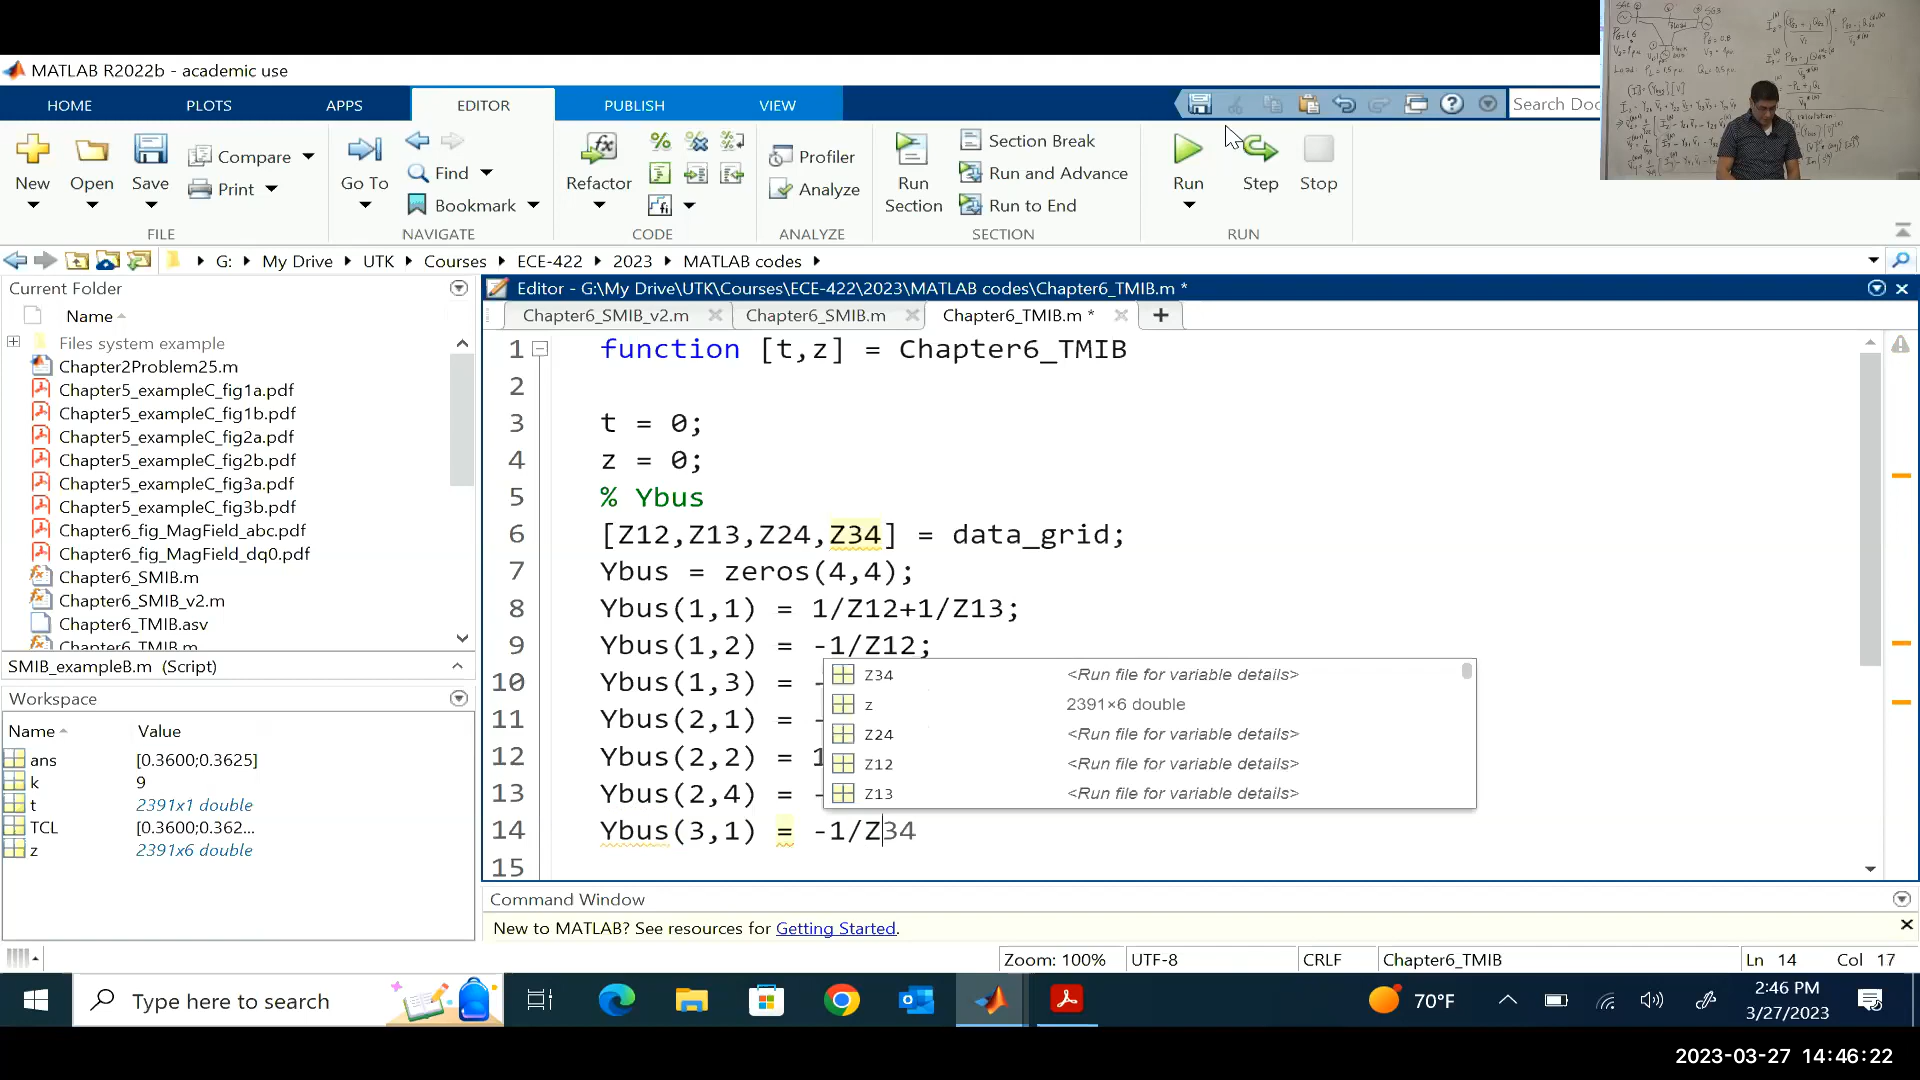 MATLAB R2022b - academic use
HOME PLOTS APPS EDITOR PUBLISH VIEW
Search Doc
New Open Save Compare Print
FILE
Go To Find Bookmark
NAVIGATE
Refactor
CODE
Profiler
Analyze
ANALYZE
Run Section
Section Break
Run and Advance
Run to End
SECTION
Run Step Stop
RUN
G: My Drive UTK Courses ECE-422 2023 MATLAB codes
Current Folder
Name
Files system example
Chapter2Problem25.m
Chapter5_exampleC_fig1a.pdf
Chapter5_exampleC_fig1b.pdf
Chapter5_exampleC_fig2a.pdf
Chapter5_exampleC_fig2b.pdf
Chapter5_exampleC_fig3a.pdf
Chapter5_exampleC_fig3b.pdf
Chapter6_fig_MagField_abc.pdf
Chapter6_fig_MagField_dq0.pdf
Chapter6_SMIB.m
Chapter6_SMIB_v2.m
Chapter6_TMIB.asv
Chapter6_TMIB.m
SMIB_exampleB.m (Script)
Workspace
Name Value
ans [0.3600;0.3625]
k 9
t 2391x1 double
TCL [0.3600;0.362...
z 2391x6 double
Editor - G:\My Drive\UTK\Courses\ECE-422\2023\MATLAB codes\Chapter6_TMIB.m *
Chapter6_SMIB_v2.m Chapter6_SMIB.m Chapter6_TMIB.m *
1 function [t,z] = Chapter6_TMIB
2
3 t = 0;
4 z = 0;
5 % Ybus
6 [Z12,Z13,Z24,Z34] = data_grid;
7 Ybus = zeros(4,4);
8 Ybus(1,1) = 1/Z12+1/Z13;
9 Ybus(1,2) = -1/Z12;
10 Ybus(1,3) = -
11 Ybus(2,1) = -
12 Ybus(2,2) = 1
13 Ybus(2,4) = -
14 Ybus(3,1) = -1/Z34
15
Z34 <Run file for variable details>
z 2391×6 double
Z24 <Run file for variable details>
Z12 <Run file for variable details>
Z13 <Run file for variable details>
Command Window
New to MATLAB? See resources for Getting Started.
Zoom: 100% UTF-8 CRLF Chapter6_TMIB Ln 14 Col 17
Type here to search
70°F
2:46 PM
3/27/2023
2023-03-27 14:46:22